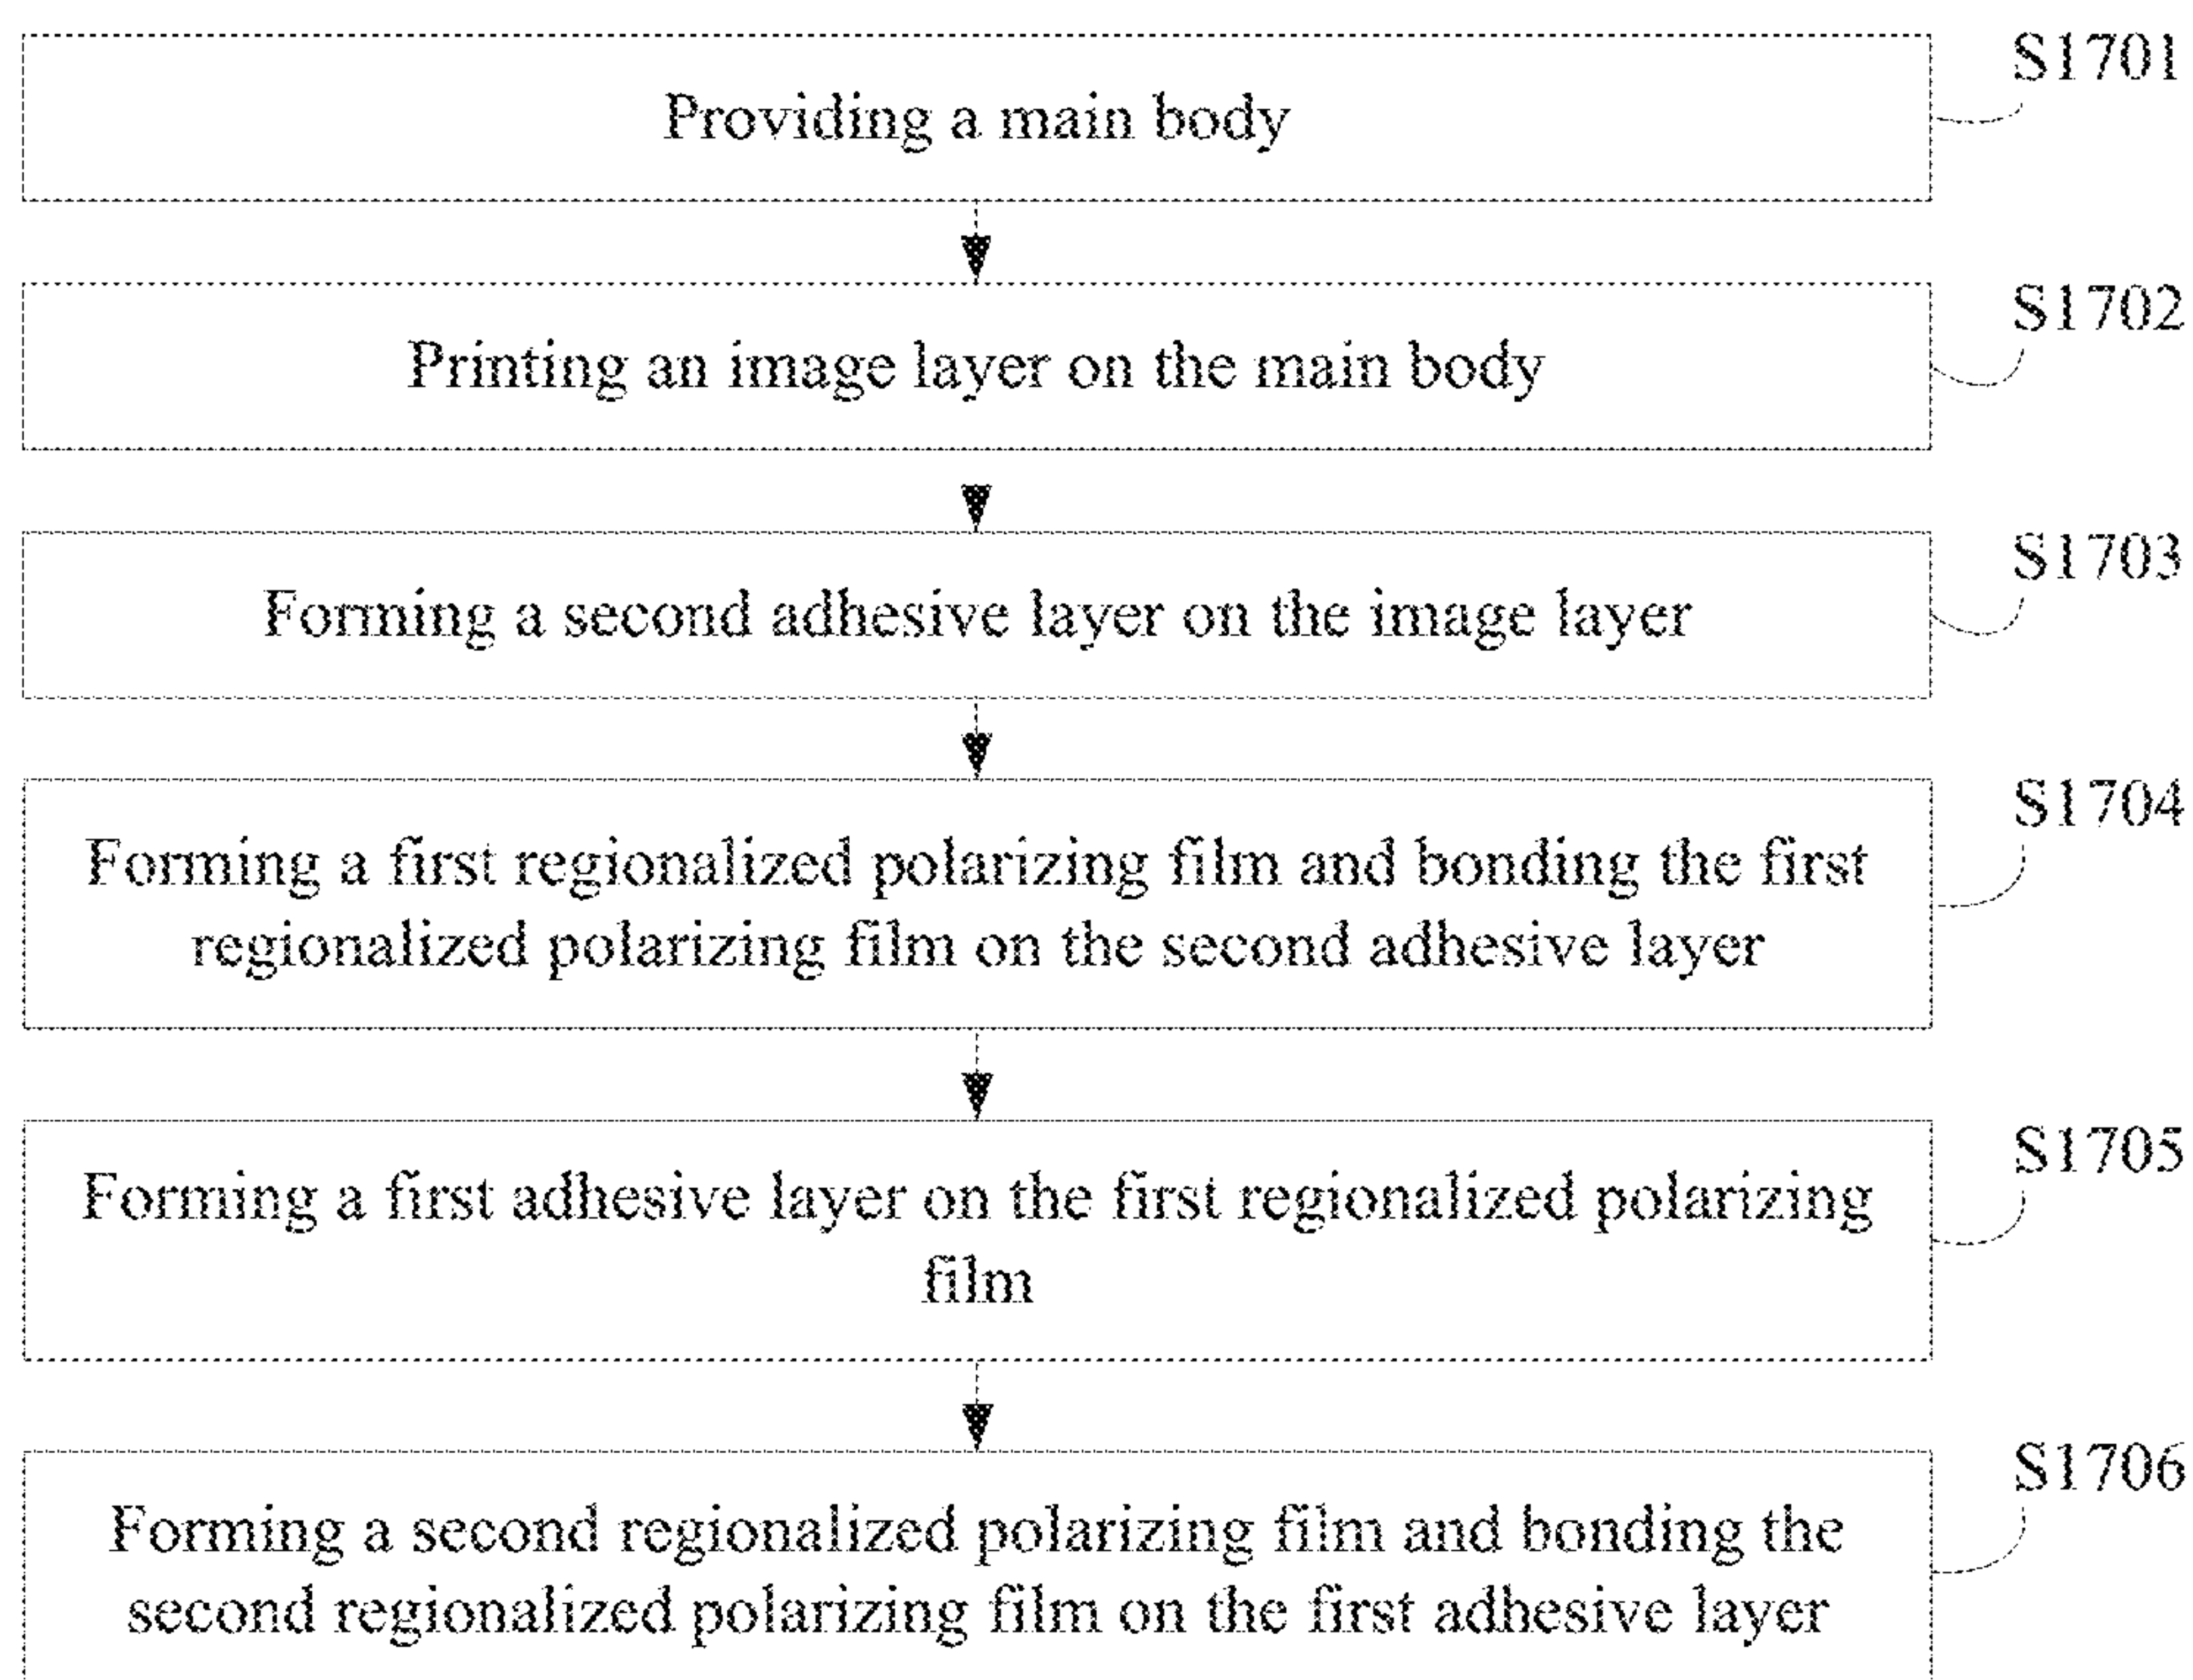 Providing a main body
S1701
Printing an image layer on the main body
S1702
Forming a second adhesive layer on the image layer
S1703
Forming a first regionalized polarizing film and bonding the first
regionalized polarizing film on the second adhesive layer
S1704
Forming a first adhesive layer on the first regionalized polarizing
film
S1705
Forming a second regionalized polarizing film and bonding the
second regionalized polarizing film on the first adhesive layer
S1706